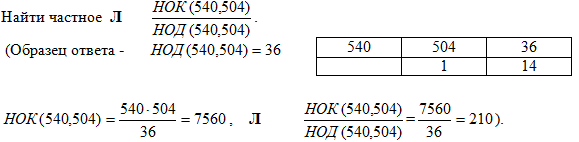 Найти частное Л НОК(540,504) / НОД(540,504) .
(Образец ответа - НОД(540,504) = 36
540 504 36
1 14
НОК(540,504) = 540·504 / 36 = 7560 , Л НОК(540,504) / НОД(540,504) = 7560 / 36 = 210 ).